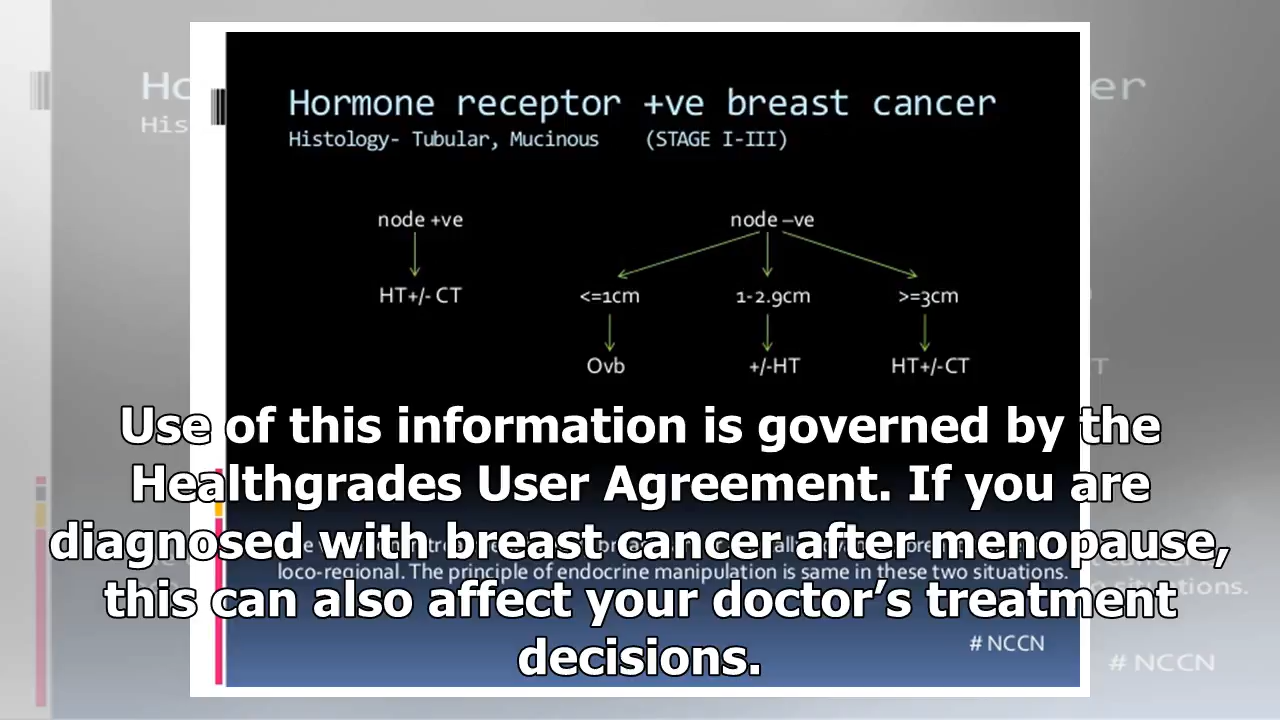 Hormone receptor +ve breast cancer
Histology- Tubular, Mucinous (STAGE I-III)
node +ve node –ve
HT+/- CT <=1cm 1-2.9cm >=3cm
Ovb +/-HT HT+/-CT
Use of this information is governed by the
Healthgrades User Agreement. If you are
diagnosed with breast cancer after menopause,
loco-regional. The principle of endocrine manipulation is same in these two situations.
this can also affect your doctor’s treatment
decisions.
# NCCN
# NCCN